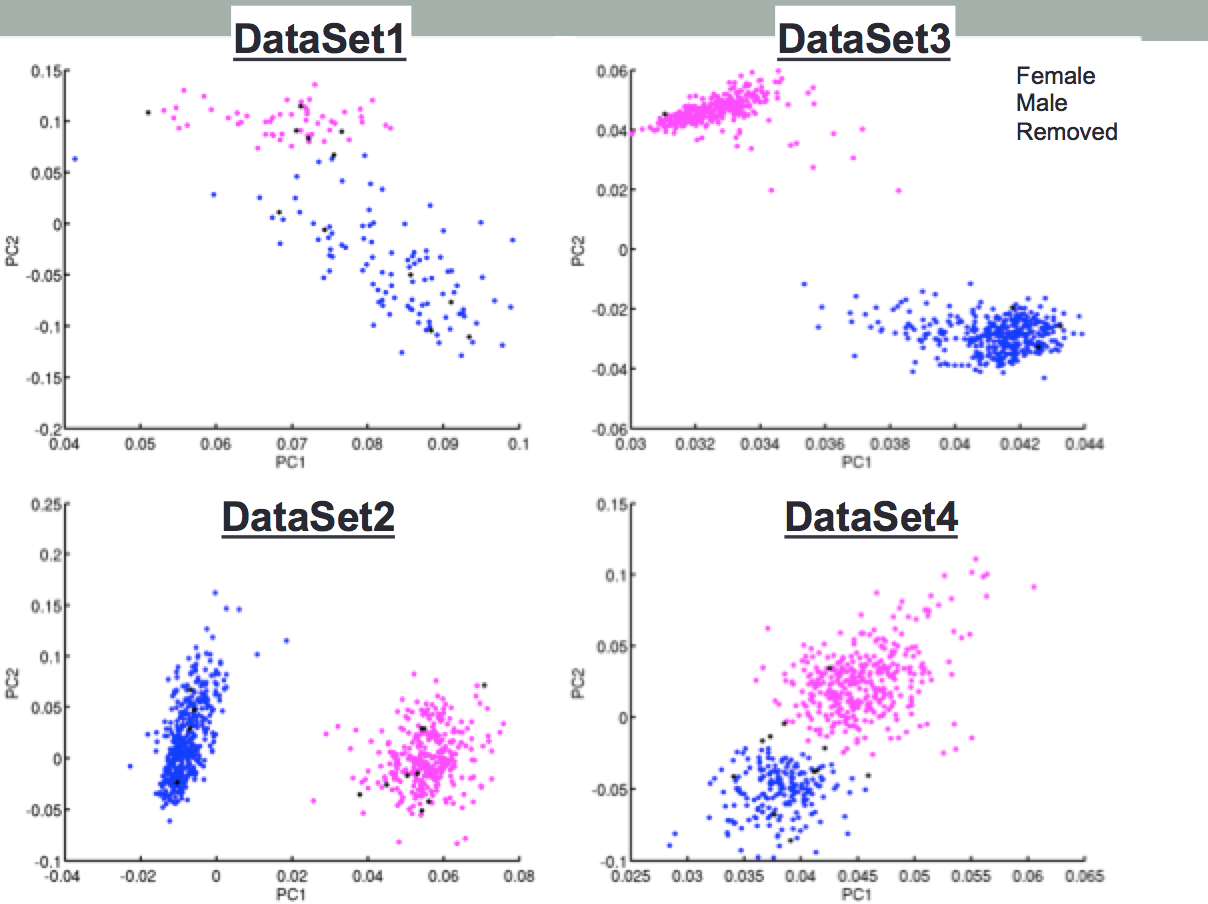 DataSet1
0.15
0.1
0.05
0
-0.05
-0.1
-0.15
-0.2
PC2
0.04 0.05 0.06 0.07 0.08 0.09 0.1
PC1
DataSet3
0.06
0.04
0.02
0
-0.02
-0.04
-0.06
PC2
0.03 0.032 0.034 0.036 0.038 0.04 0.042 0.044
PC1
Female
Male
Removed
DataSet2
0.25
0.2
0.15
0.1
0.05
0
-0.05
-0.1
PC2
-0.04 -0.02 0 0.02 0.04 0.06 0.08
PC1
DataSet4
0.15
0.1
0.05
0
-0.05
-0.1
PC2
0.025 0.03 0.035 0.04 0.045 0.05 0.055 0.06 0.065
PC1